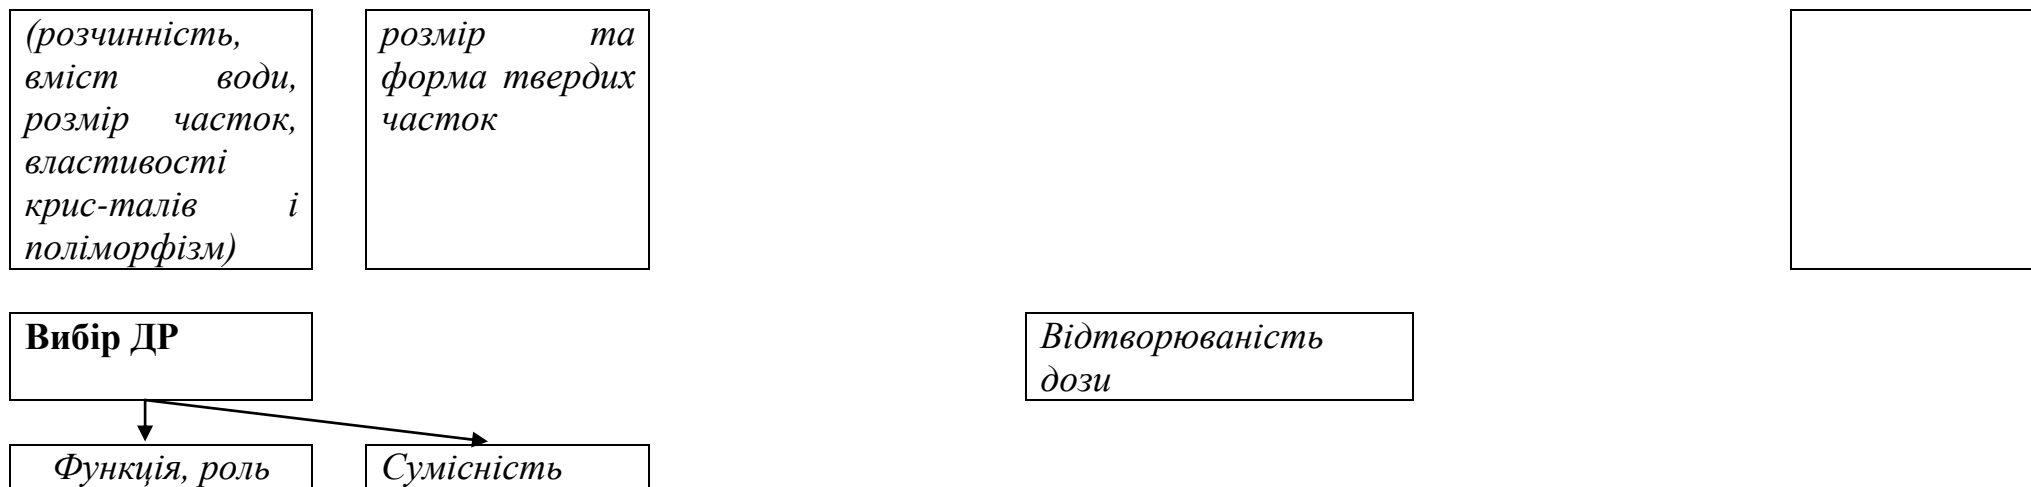 (розчинність,
вміст води,
розмір часток,
властивості
крис-талів і
поліморфізм)
розмір та
форма твердих
часток
Вибір ДР
Відтворюваність
дози
Функція, роль
Сумісність